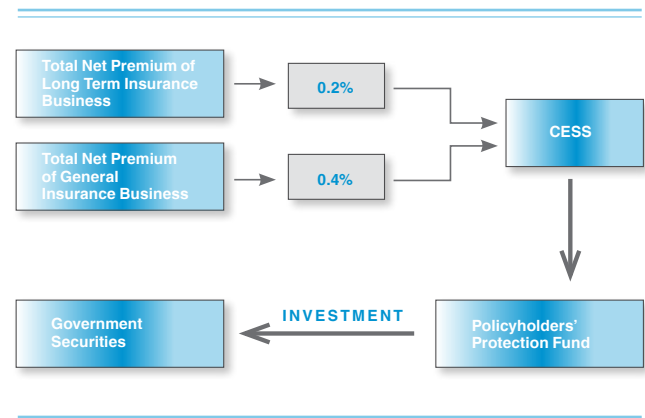 Total Net Premium of
Long Term Insurance
Business
0.2%
CESS
Total Net Premium
of General
Insurance Business
0.4%
INVESTMENT
Government
Securities
Policyholders'
Protection Fund